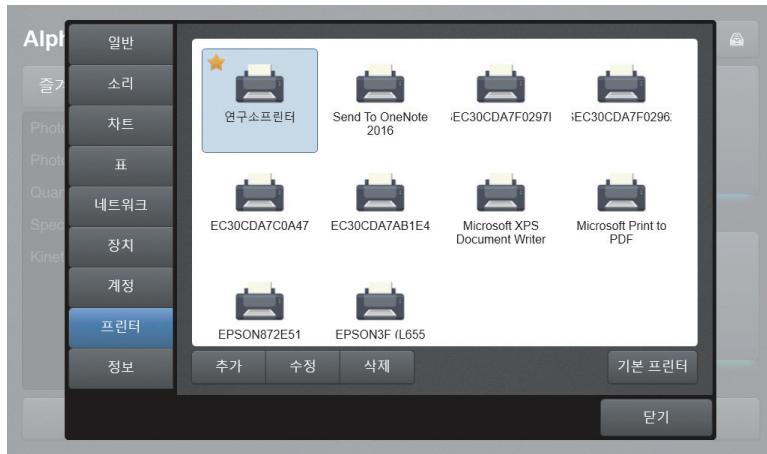 Alph
즐겨
Photo
Photo
Quan
Spec
Kinet
일반
소리
차트
표
네트워크
장치
계정
프린터
정보
연구소프린터
Send To OneNote
2016
EC30CDA7F0297
EC30CDA7F0296
EC30CDA7C0A47
EC30CDA7AB1E4
Microsoft XPS
Document Writer
Microsoft Print to
PDF
EPSON872E51
EPSON3F (L655
추가
수정
삭제
기본 프린터
닫기